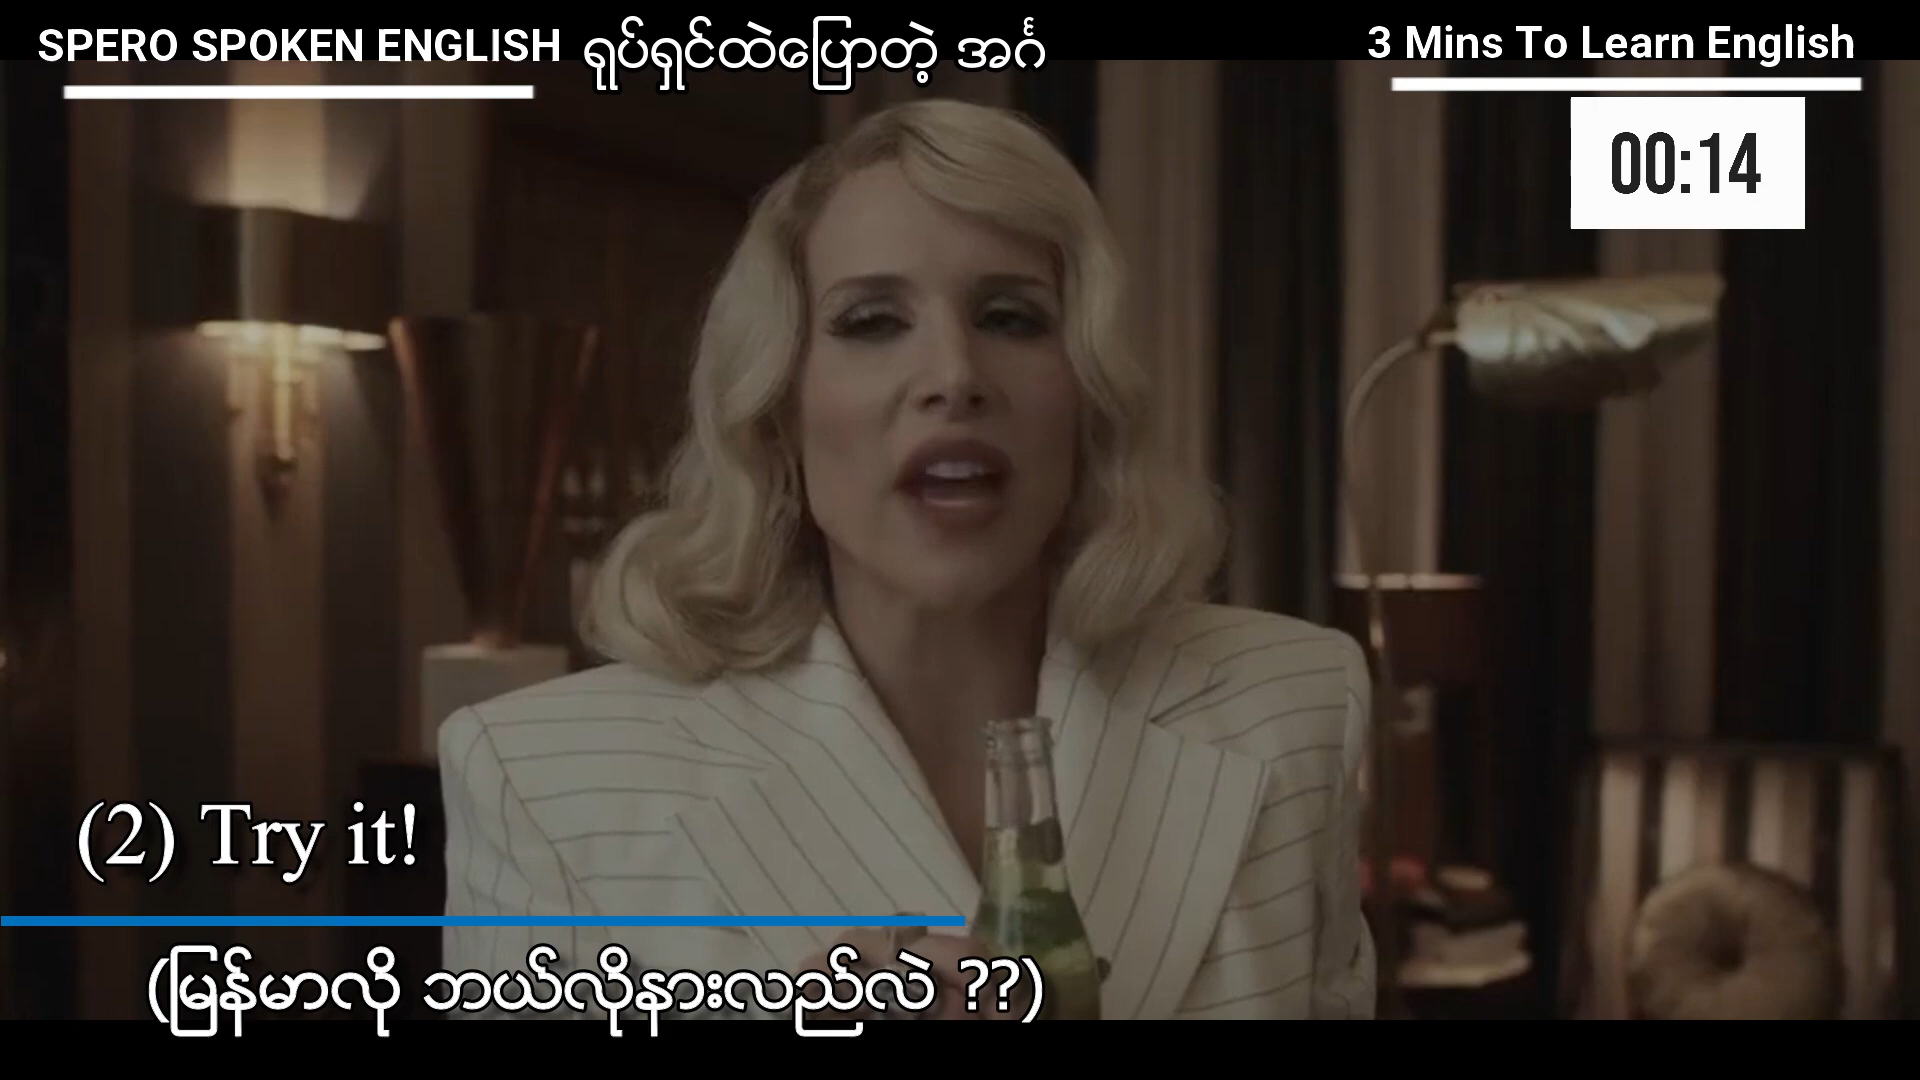 SPERO SPOKEN ENGLISH ရုပ်ရှင်ထဲပြောတဲ့ အင်္ဂ
3 Mins To Learn English
00:14
(2) Try it!
(မြန်မာလို ဘယ်လိုနားလည်လဲ ??)